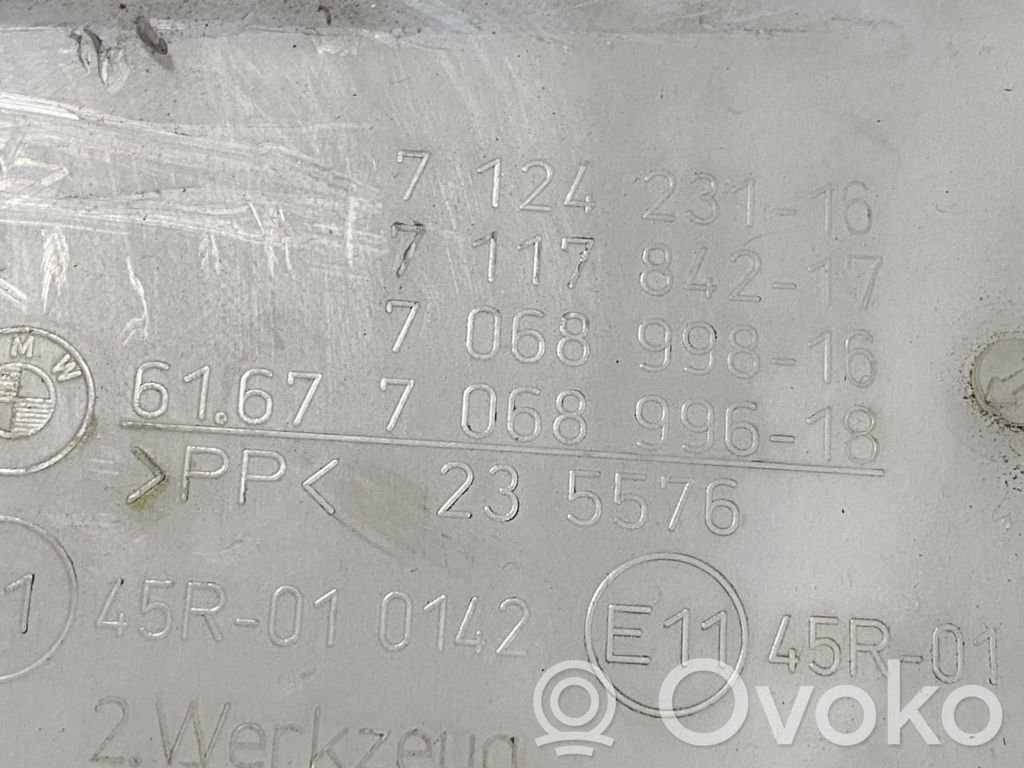 7 124 231-16
7 117 842-17
7 068 998-16
BMW 61.67 7 068 996-18
>PP< 23 5576
1 45R-01 0142 E11 45R-01
2.Werkzeug
Ovoko